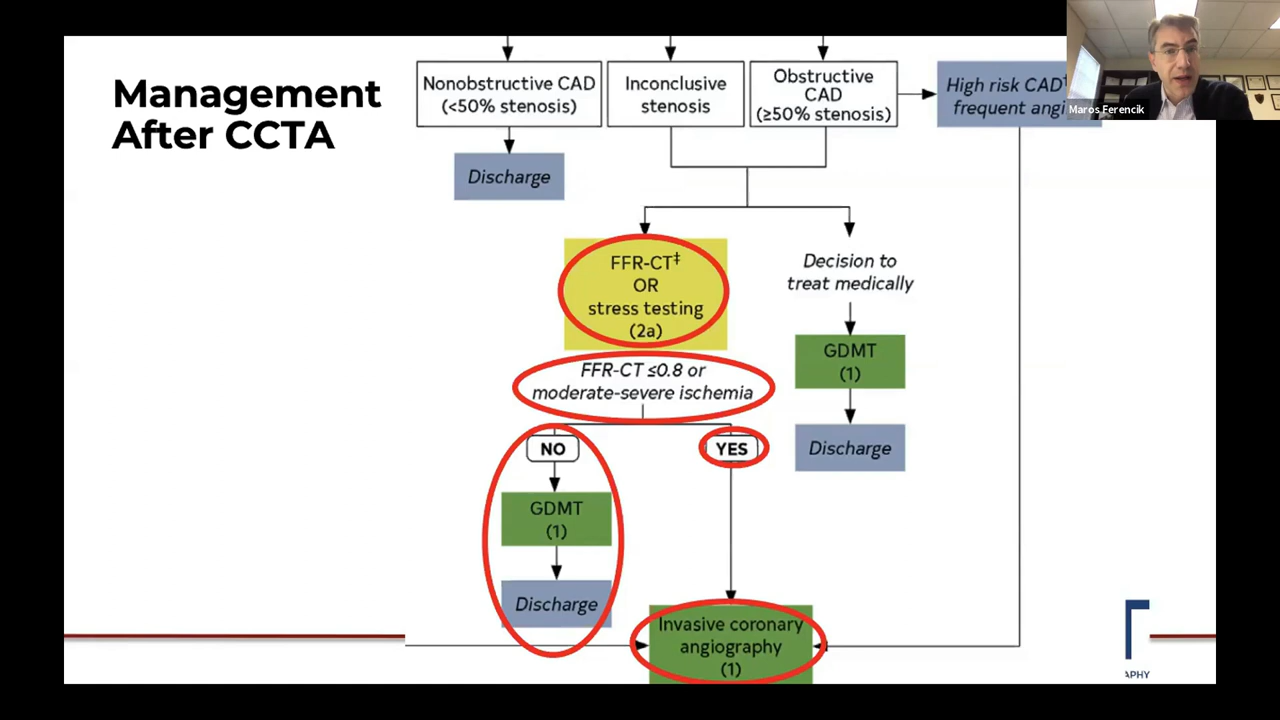 Management
After CCTA
Nonobstructive CAD
(<50% stenosis)
Inconclusive
stenosis
Obstructive
CAD
(≥50% stenosis)
High risk CAD
frequent
Maros Ferencik
Discharge
FFR-CT‡
OR
stress testing
(2a)
Decision to
treat medically
GDMT
(1)
Discharge
FFR-CT ≤0.8 or
moderate-severe ischemia
NO
YES
GDMT
(1)
Discharge
Invasive coronary
angiography
(1)
APHY